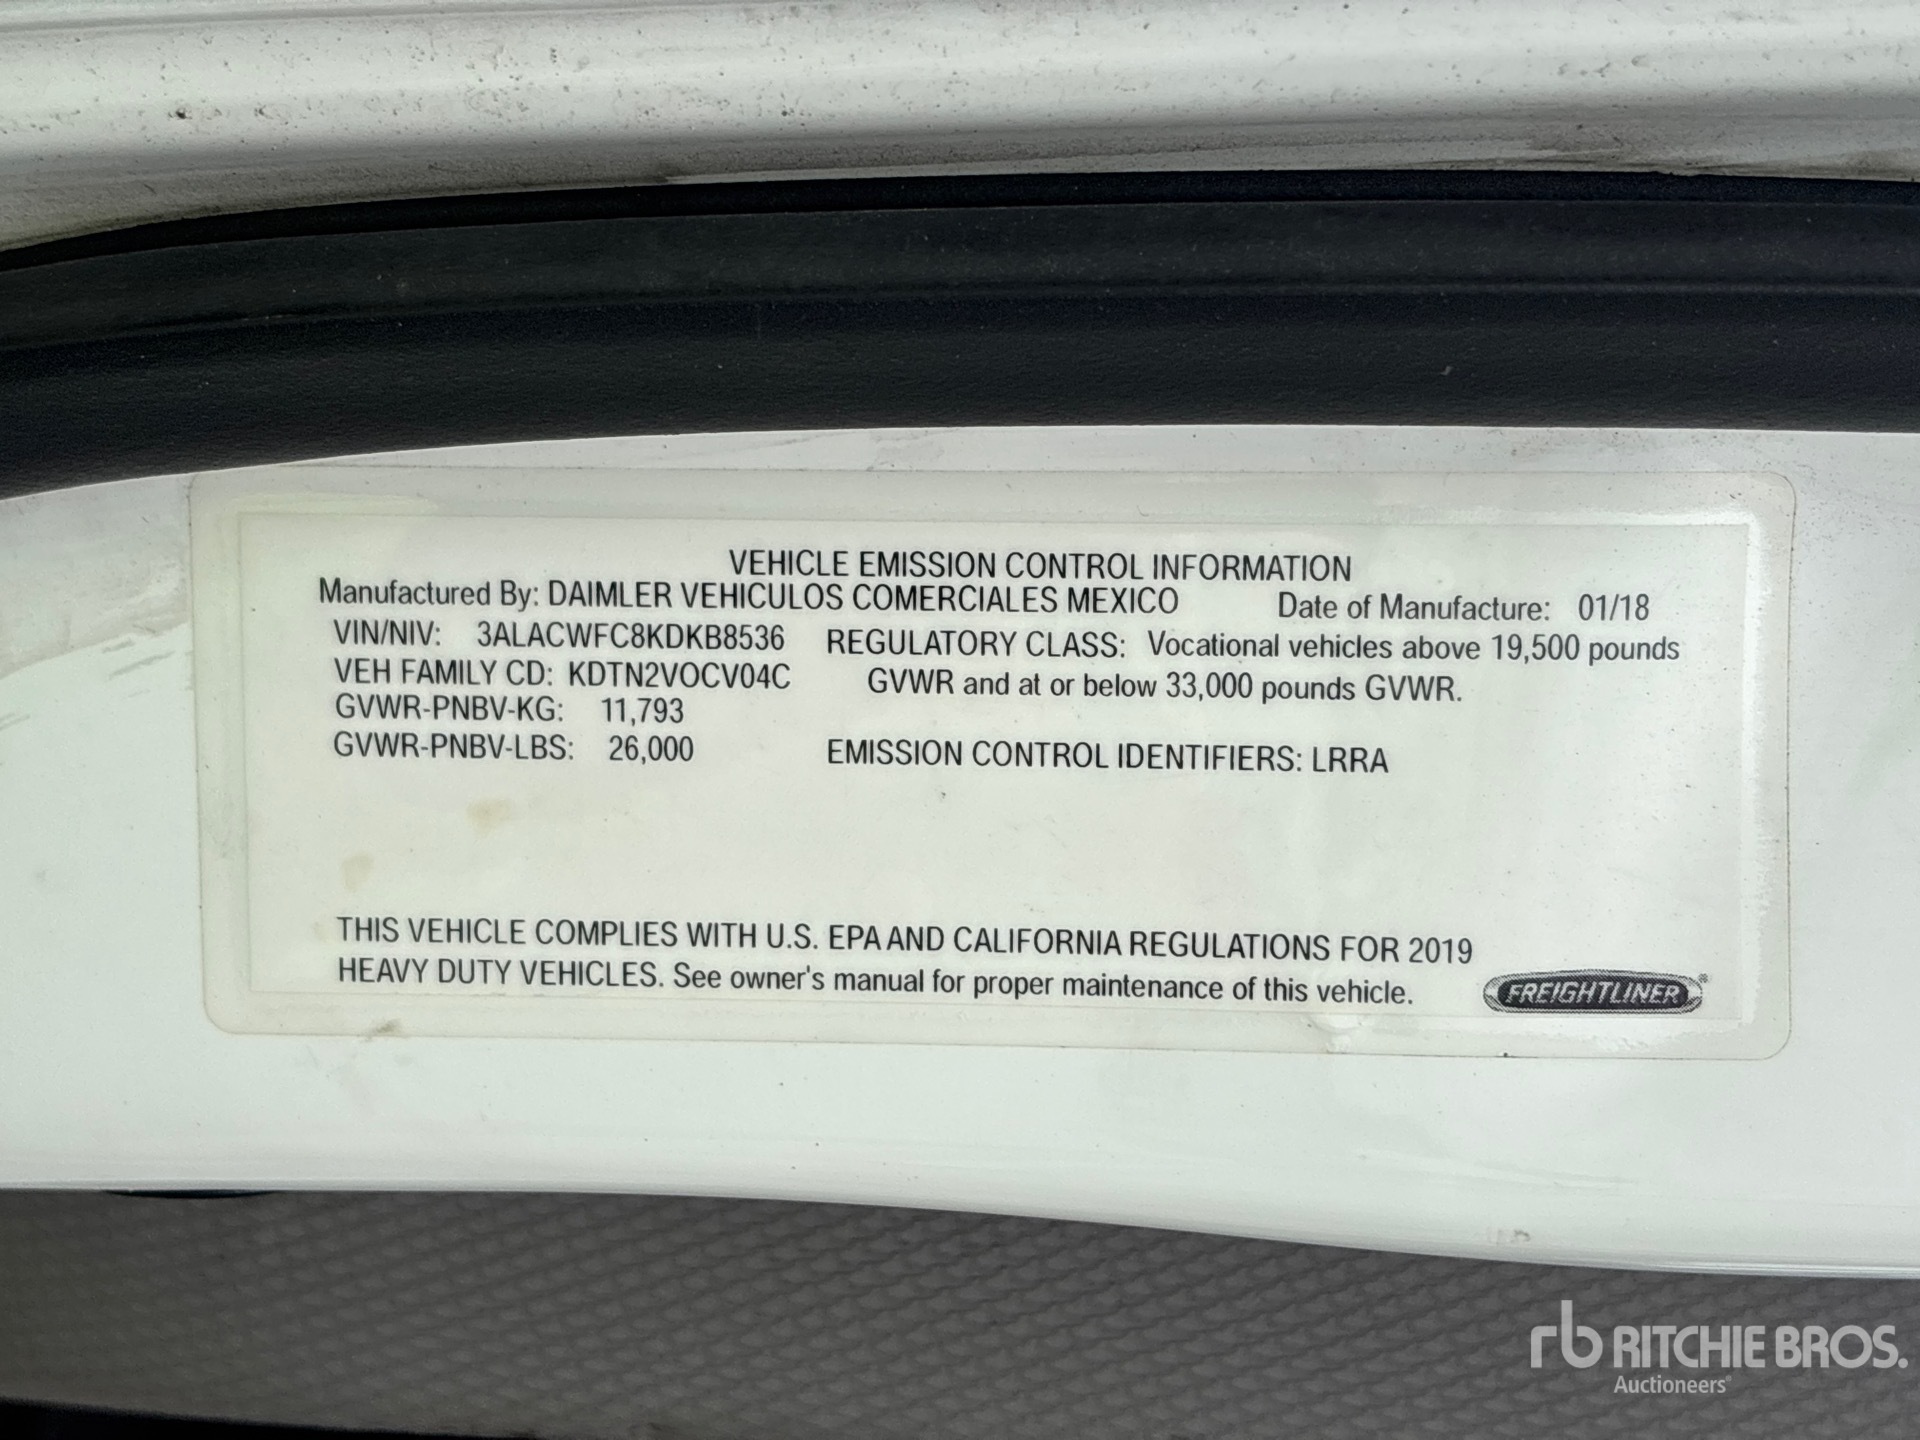 VEHICLE EMISSION CONTROL INFORMATION
Manufactured By: DAIMLER VEHICULOS COMERCIALES MEXICO Date of Manufacture: 01/18
VIN/NIV: 3ALACWFC8KDKB8536 REGULATORY CLASS: Vocational vehicles above 19,500 pounds
VEH FAMILY CD: KDTN2VOCV04C GVWR and at or below 33,000 pounds GVWR.
GVWR-PNBV-KG: 11,793
GVWR-PNBV-LBS: 26,000 EMISSION CONTROL IDENTIFIERS: LRRA
THIS VEHICLE COMPLIES WITH U.S. EPA AND CALIFORNIA REGULATIONS FOR 2019
HEAVY DUTY VEHICLES. See owner's manual for proper maintenance of this vehicle.
FREIGHTLINER®
rb RITCHIE BROS.
Auctioneers®